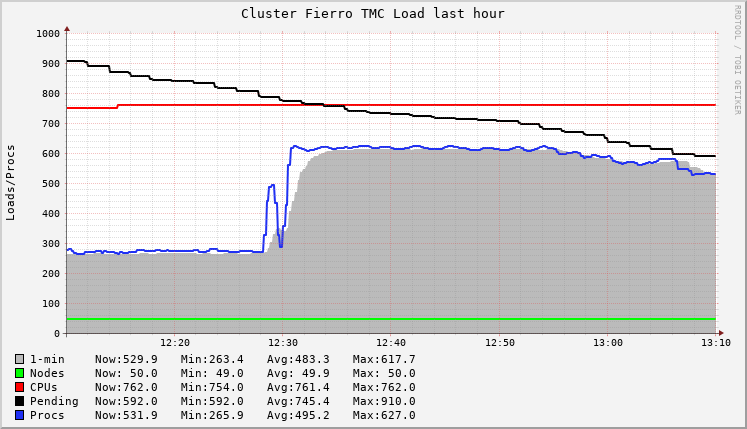 Cluster Fierro TMC Load last hour
RRDTOOL / TOBI OETIKER
Loads/Procs
1000
900
800
700
600
500
400
300
200
100
0
12:20 12:30 12:40 12:50 13:00 13:10
1-min Now:529.9 Min:263.4 Avg:483.3 Max:617.7
Nodes Now: 50.0 Min: 49.0 Avg: 49.9 Max: 50.0
CPUs Now:762.0 Min:754.0 Avg:761.4 Max:762.0
Pending Now:592.0 Min:592.0 Avg:745.4 Max:910.0
Procs Now:531.9 Min:265.9 Avg:495.2 Max:627.0